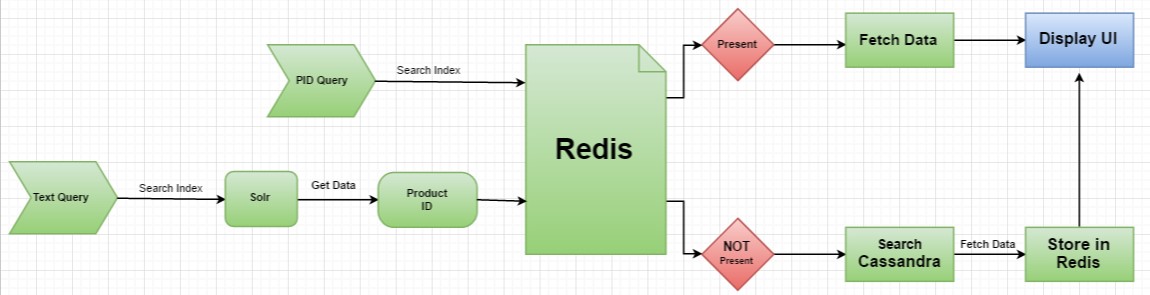 Present
Fetch Data
Display UI
PID Query
Search Index
Redis
Text Query
Search Index
Solr
Get Data
Product
ID
NOT
Present
Search
Cassandra
Fetch Data
Store in
Redis